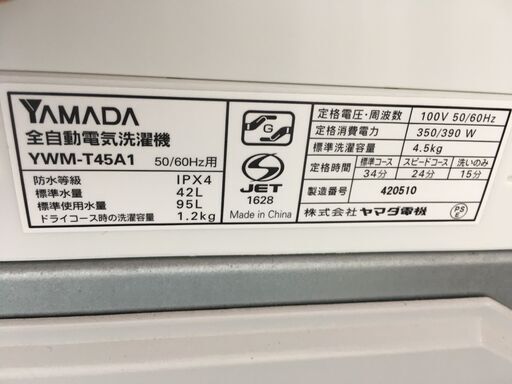 YAMADA
全自動電気洗濯機
YWM-T45A1 50/60Hz用
防水等級 IPX4
標準水量 42L
標準使用水量 95L
ドライコース時の洗濯容量 1.2kg
G
S
JET
1628
Made in China
定格電圧・周波数 100V 50/60Hz
定格消費電力 350/390 W
標準洗濯容量 4.5kg
定格時間 標準コース スピードコース 洗いのみ
34分 24分 15分
製造番号 420510
株式会社 ヤマダ電機
PS
E